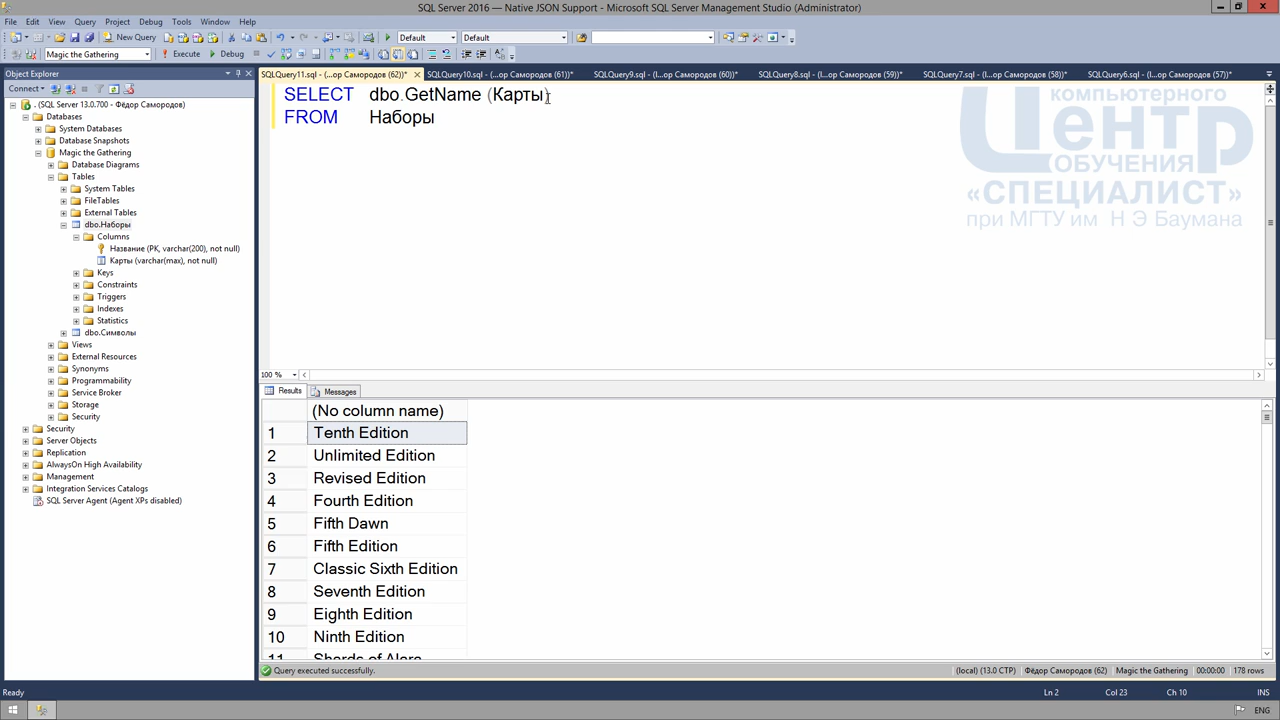 SQL Server 2016 — Native JSON Support - Microsoft SQL Server Management Studio (Administrator)
File Edit View Query Project Debug Tools Window Help
New Query Default Default
Magic the Gathering Execute Debug
Object Explorer
SQLQuery11.sql - (l...ор Самородов (62))* SQLQuery10.sql - (l...ор Самородов (61))* SQLQuery9.sql - (l...ор Самородов (60))* SQLQuery8.sql - (l...ор Самородов (59))* SQLQuery7.sql - (l...ор Самородов (58))* SQLQuery6.sql - (l...ор Самородов (57))*
Connect
. (SQL Server 13.0.700 - Фёдор Самородов)
Databases
System Databases
Database Snapshots
Magic the Gathering
Database Diagrams
Tables
System Tables
FileTables
External Tables
dbo.Наборы
Columns
Название (PK, varchar(200), not null)
Карты (varchar(max), not null)
Keys
Constraints
Triggers
Indexes
Statistics
dbo.Символы
Views
External Resources
Synonyms
Programmability
Service Broker
Storage
Security
Security
Server Objects
Replication
AlwaysOn High Availability
Management
Integration Services Catalogs
SQL Server Agent (Agent XPs disabled)
SELECT dbo.GetName (Карты)
FROM Наборы
компьютерного
Центр
ОБУЧЕНИЯ
«СПЕЦИАЛИСТ»
при МГТУ им Н Э Баумана
100 %
Results Messages
(No column name)
1 Tenth Edition
2 Unlimited Edition
3 Revised Edition
4 Fourth Edition
5 Fifth Dawn
6 Fifth Edition
7 Classic Sixth Edition
8 Seventh Edition
9 Eighth Edition
10 Ninth Edition
11 Shards of Alara
Query executed successfully. (local) (13.0 CTP) Фёдор Самородов (62) Magic the Gathering 00:00:00 178 rows
Ready Ln 2 Col 23 Ch 10 INS
ENG